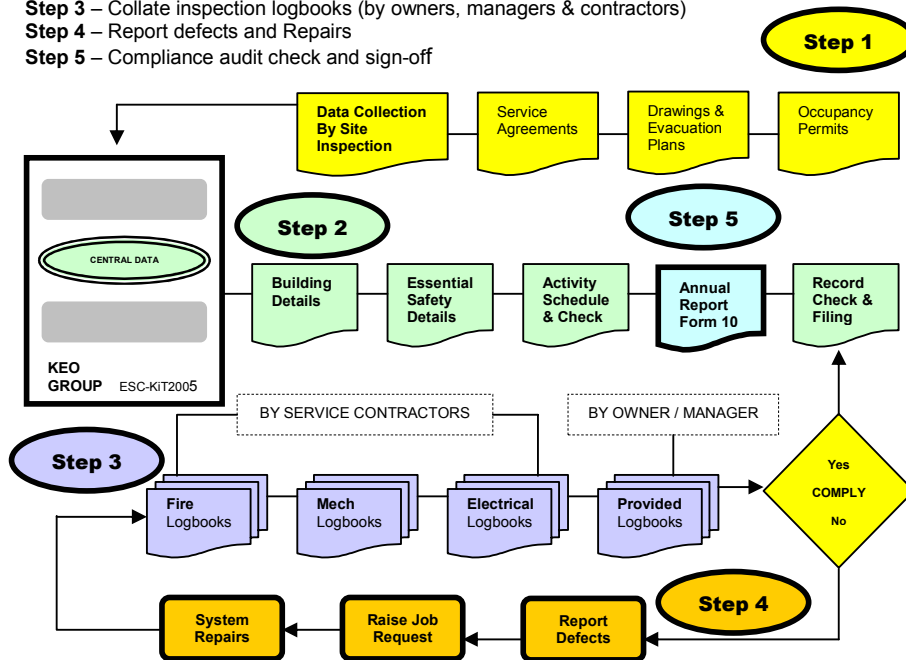 Step 3 – Collate inspection logbooks (by owners, managers & contractors)
Step 4 – Report defects and Repairs
Step 5 – Compliance audit check and sign-off
Step 1
Data Collection
By Site
Inspection
Service
Agreements
Drawings &
Evacuation
Plans
Occupancy
Permits
Step 2
Step 5
CENTRAL DATA
Building
Details
Essential
Safety
Details
Activity
Schedule
& Check
Annual
Report
Form 10
Record
Check &
Filing
KEO
GROUP ESC-KiT2005
BY SERVICE CONTRACTORS
BY OWNER / MANAGER
Step 3
Fire
Logbooks
Mech
Logbooks
Electrical
Logbooks
Provided
Logbooks
Yes
COMPLY
No
Step 4
System
Repairs
Raise Job
Request
Report
Defects